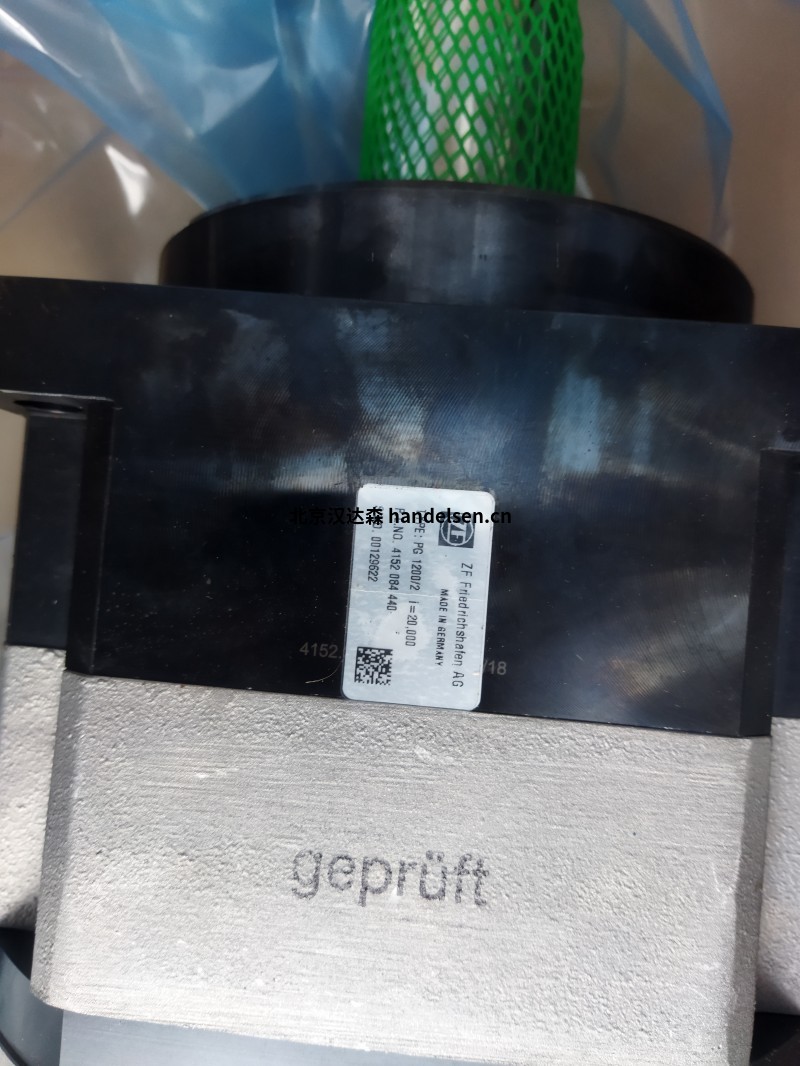 北京汉达森 handelsen.cn
ZF
ZF Friedrichshafen AG
MADE IN GERMANY
PG 1200/2 i=20,000
NO. 4152 084 440
00129622
4152
/18
geprüft